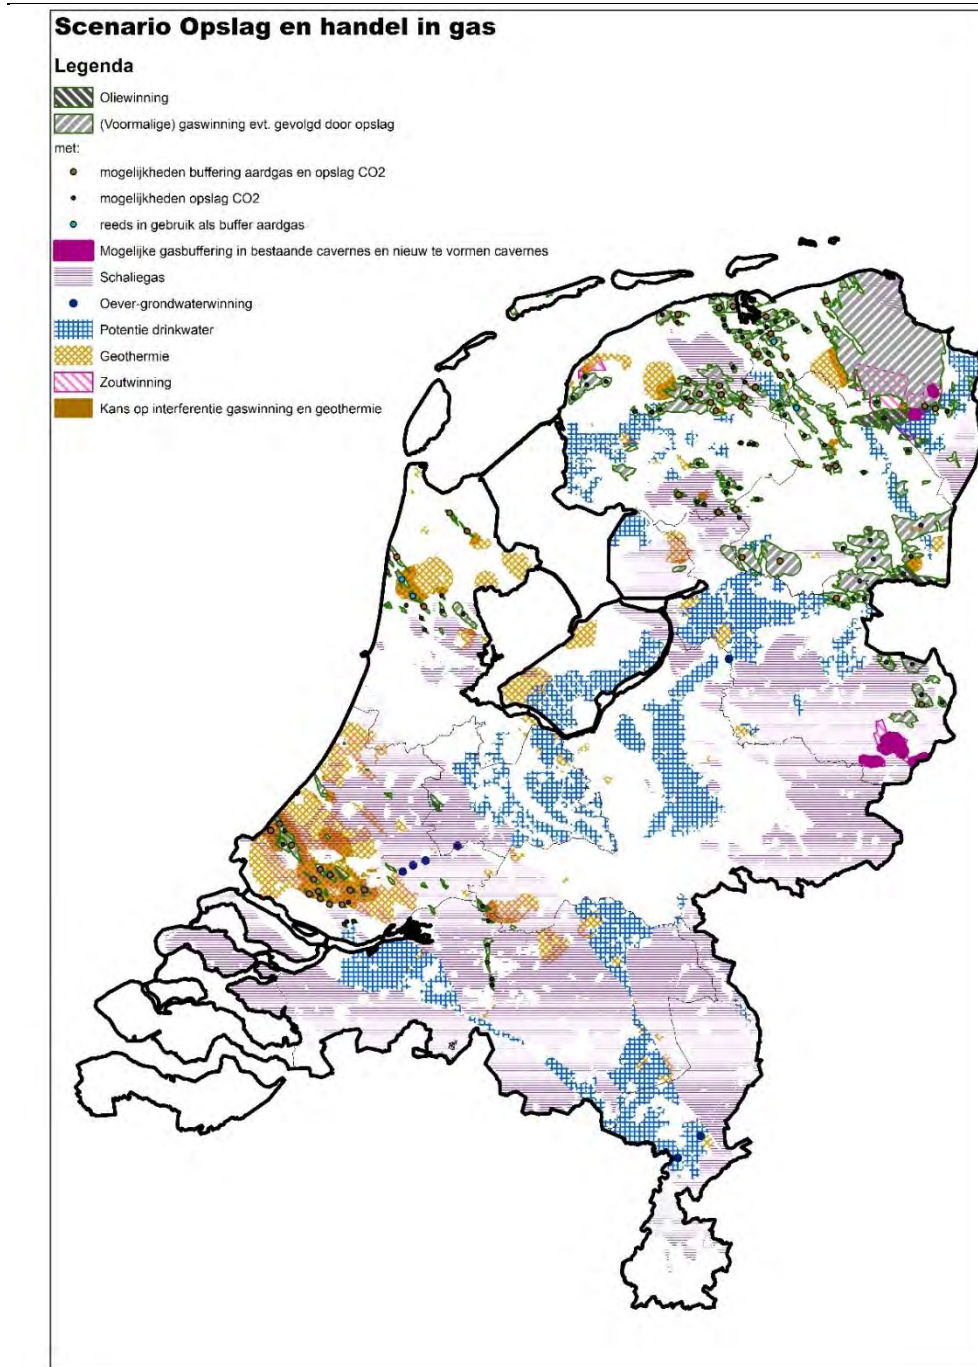 Scenario Opslag en handel in gas
Legenda
Oliewinning
(Voormalige) gaswinning evt. gevolgd door opslag
met:
mogelijkheden buffering aardgas en opslag CO2
mogelijkheden opslag CO2
reeds in gebruik als buffer aardgas
Mogelijke gasbuffering in bestaande cavernes en nieuw te vormen cavernes
Schaliegas
Oever-grondwaterwinning
Potentie drinkwater
Geothermie
Zoutwinning
Kans op interferentie gaswinning en geothermie